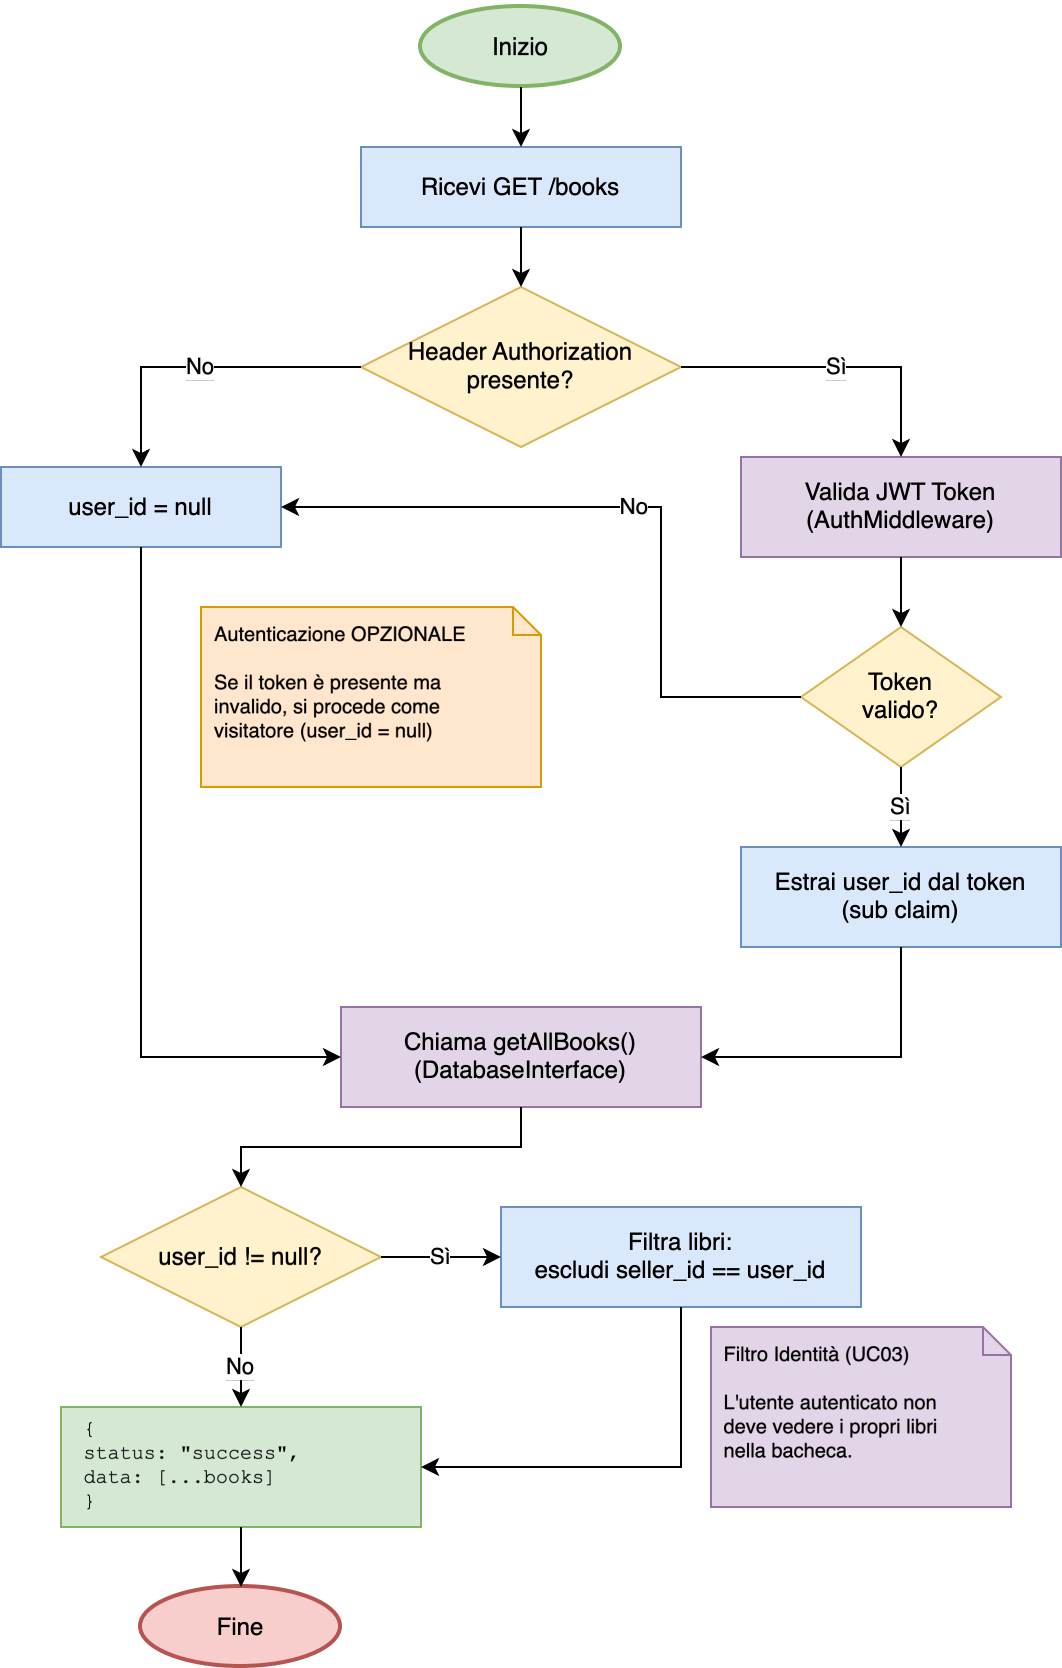 Inizio
Ricevi GET /books
Header Authorization
presente?
No
Sì
user_id = null
No
Valida JWT Token
(AuthMiddleware)
Autenticazione OPZIONALE
Se il token è presente ma
invalido, si procede come
visitatore (user_id = null)
Token
valido?
Sì
Estrai user_id dal token
(sub claim)
Chiama getAllBooks()
(DatabaseInterface)
user_id != null?
Sì
Filtra libri:
escludi seller_id == user_id
No
Filtro Identità (UC03)
L'utente autenticato non
deve vedere i propri libri
nella bacheca.
{
status: "success",
data: [...books]
}
Fine